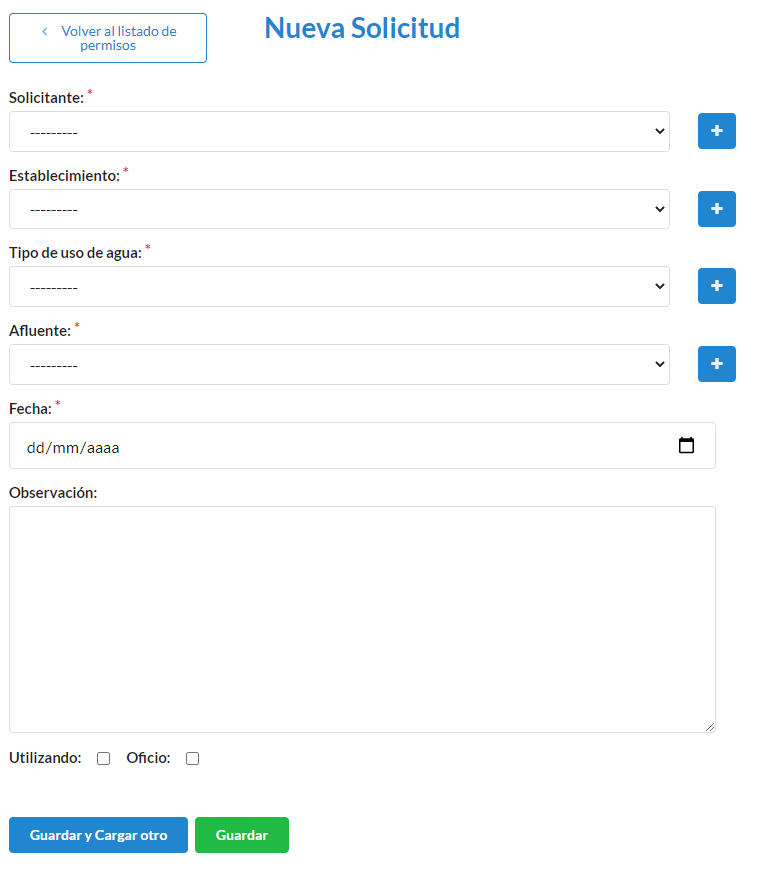 Volver al listado de
permisos
Nueva Solicitud
Solicitante: *
---------
Establecimiento: *
---------
Tipo de uso de agua: *
---------
Afluente: *
---------
Fecha: *
dd/mm/aaaa
Observación:
Utilizando:
Oficio:
Guardar y Cargar otro
Guardar